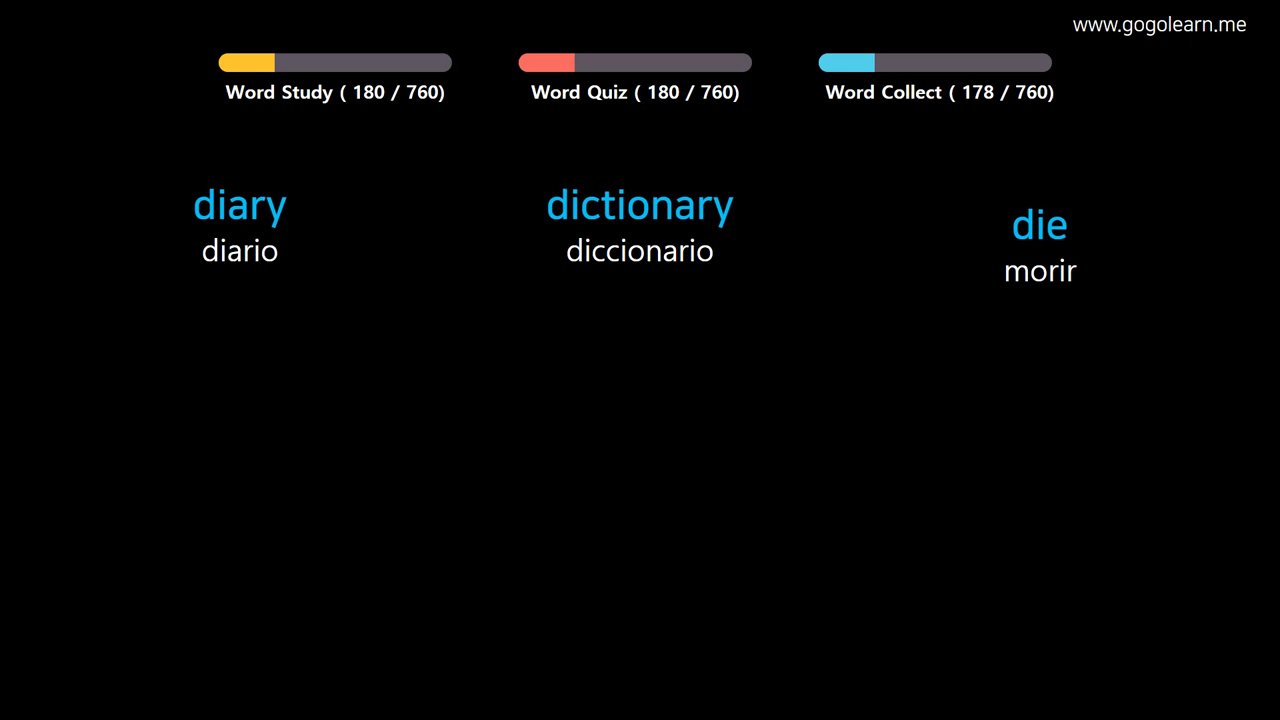 www.gogolearn.me
Word Study ( 180 / 760)
Word Quiz ( 180 / 760)
Word Collect ( 178 / 760)
diary
diario
dictionary
diccionario
die
morir